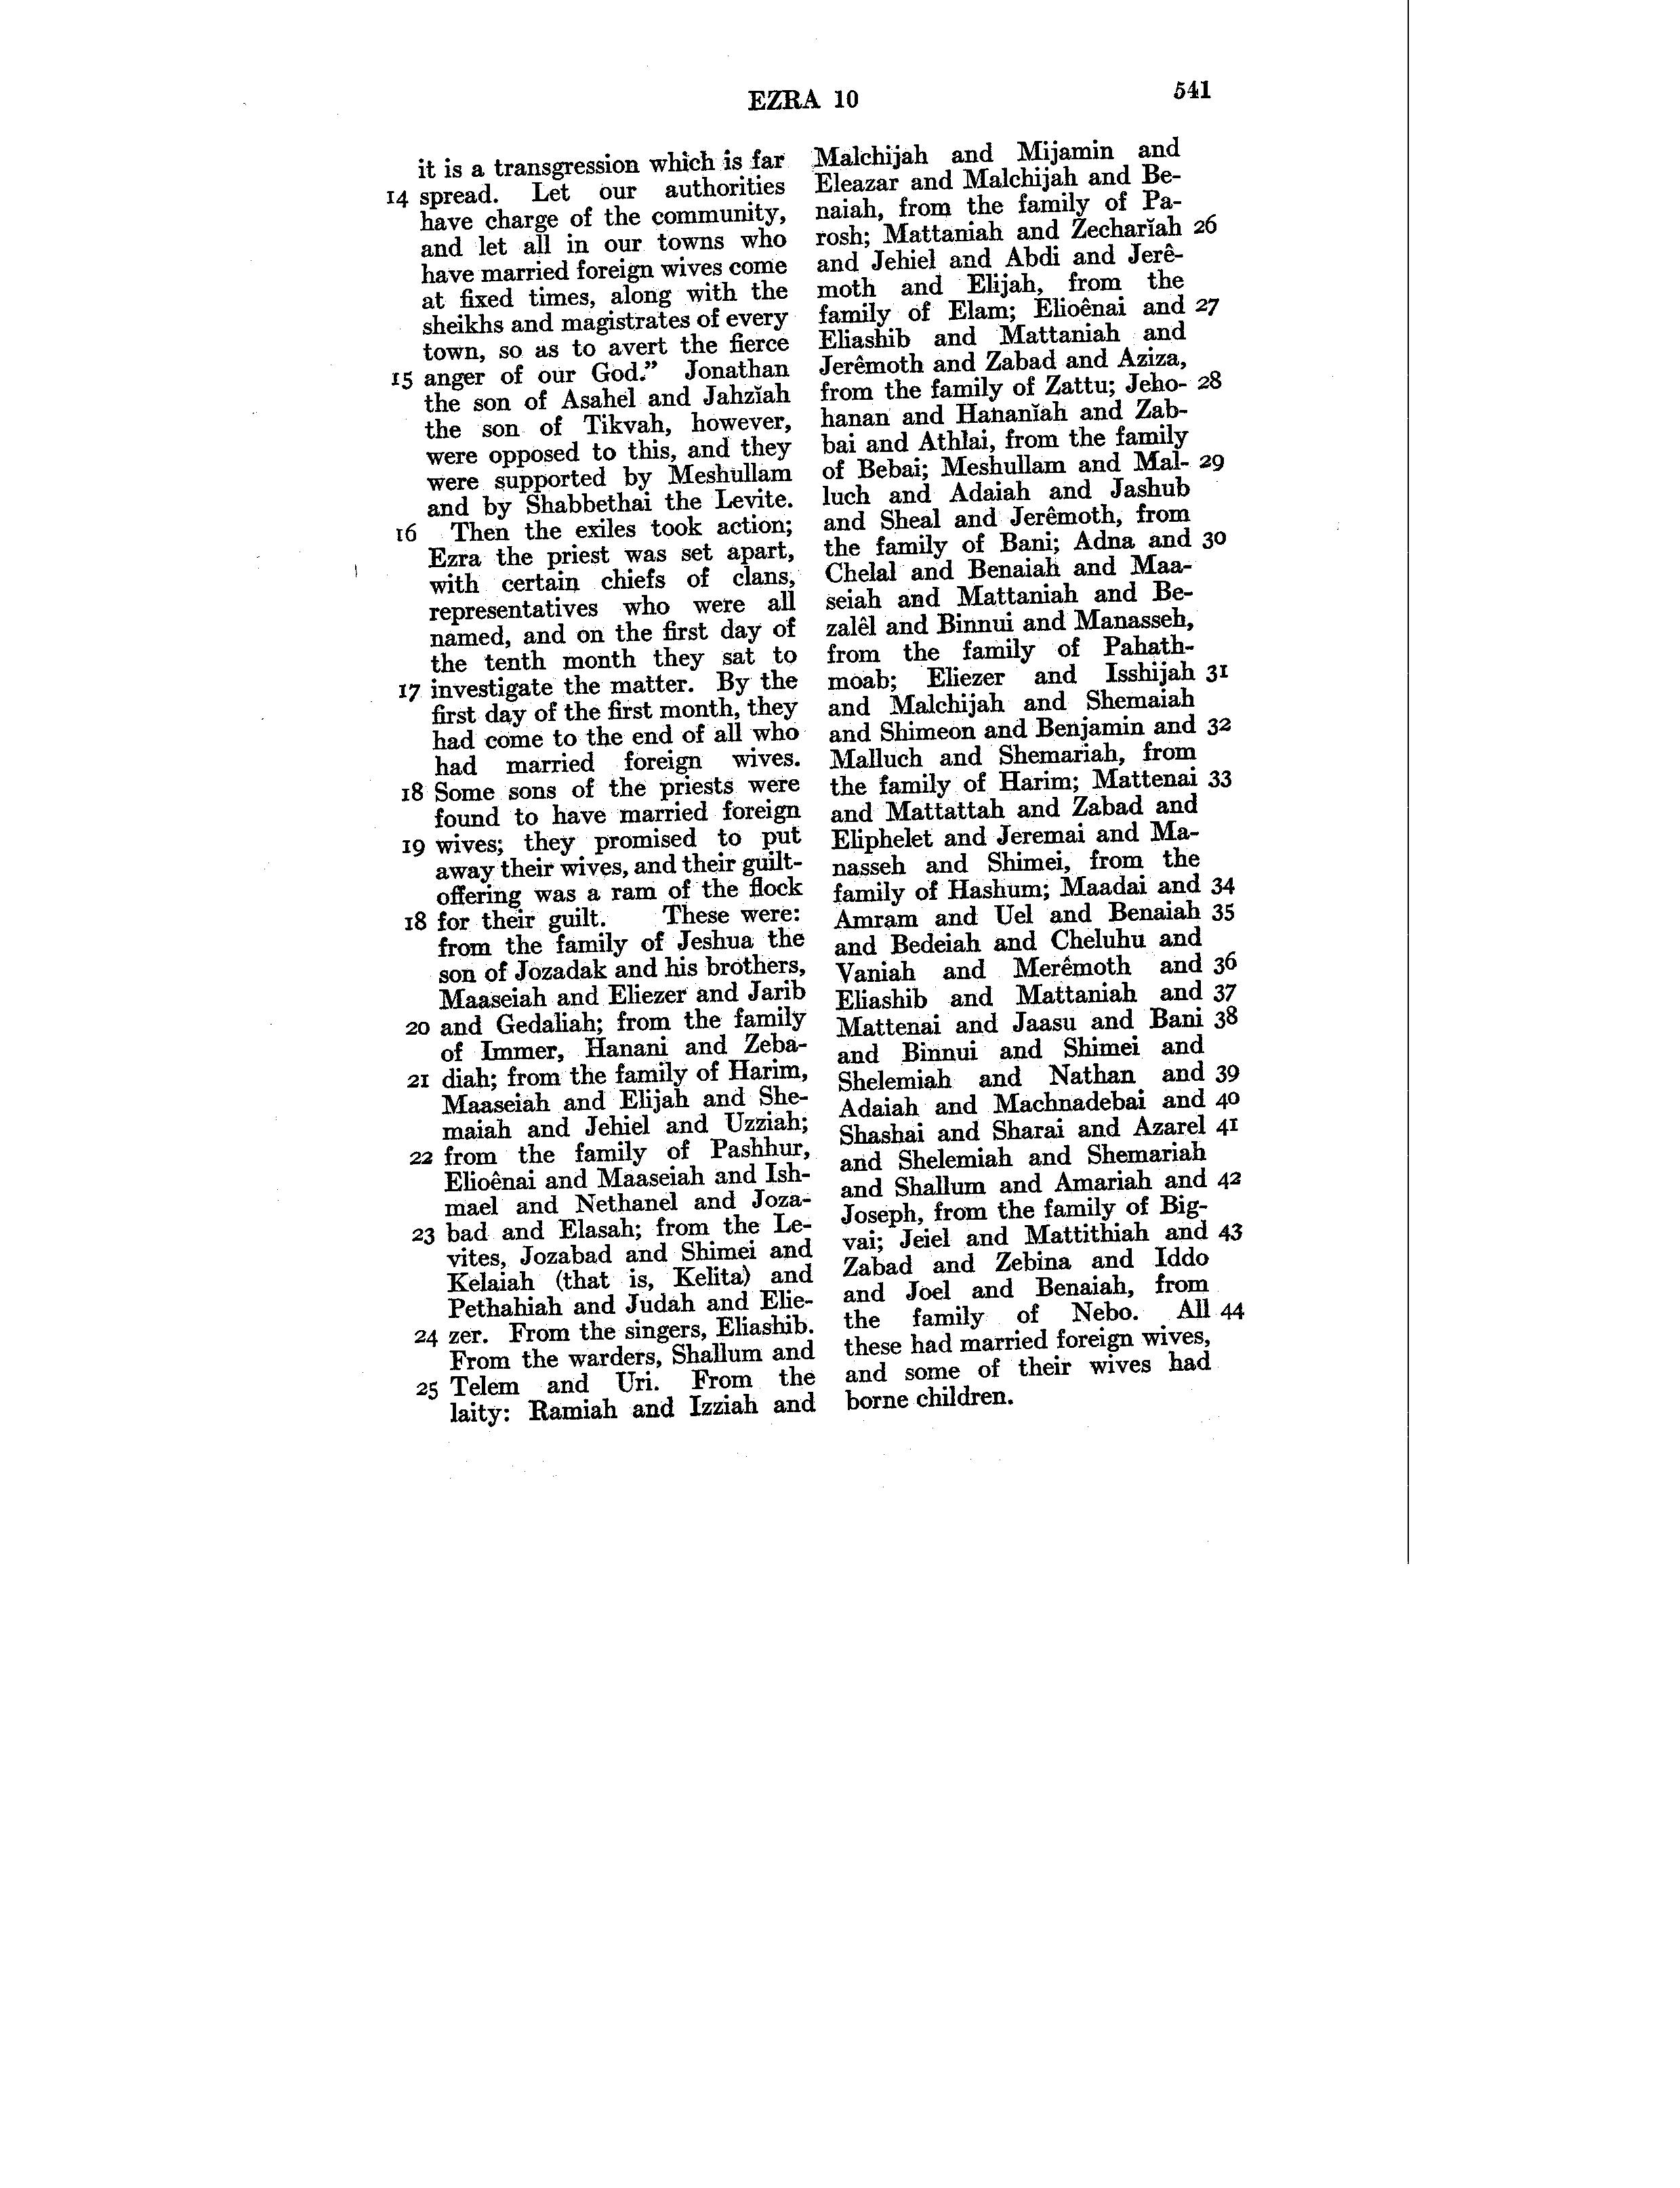 EZRA 10
541
it is a transgression which is far
14 spread. Let our authorities
have charge of the community,
and let all in our towns who
have married foreign wives come
at fixed times, along with the
sheikhs and magistrates of every
town, so as to avert the fierce
15 anger of our God.” Jonathan
the son of Asahel and Jahzĭah
the son of Tikvah, however,
were opposed to this, and they
were supported by Meshullam
and by Shabbethai the Levite.
16 Then the exiles took action;
Ezra the priest was set apart,
with certain chiefs of clans,
representatives who were all
named, and on the first day of
the tenth month they sat to
17 investigate the matter. By the
first day of the first month, they
had come to the end of all who
had married foreign wives.
18 Some sons of the priests were
found to have married foreign
19 wives; they promised to put
away their wives, and their guilt-
offering was a ram of the flock
18 for their guilt. These were:
from the family of Jeshua the
son of Jozadak and his brothers,
Maaseiah and Eliezer and Jarib
20 and Gedaliah; from the family
of Immer, Hanani and Zeba-
21 diah; from the family of Harim,
Maaseiah and Elijah and She-
maiah and Jehiel and Uzziah;
22 from the family of Pashhur,
Elioênai and Maaseiah and Ish-
mael and Nethanel and Joza-
23 bad and Elasah; from the Le-
vites, Jozabad and Shimei and
Kelaiah (that is, Kelita) and
Pethahiah and Judah and Elie-
24 zer. From the singers, Eliashib.
From the warders, Shallum and
25 Telem and Uri. From the
laity: Ramiah and Izziah and
Malchijah and Mijamin and
Eleazar and Malchijah and Be-
naiah, from the family of Pa-
rosh; Mattaniah and Zecharĭah 26
and Jehiel and Abdi and Jerê-
moth and Elijah, from the
family of Elam; Elioênai and 27
Eliashib and Mattaniah and
Jerêmoth and Zabad and Aziza,
from the family of Zattu; Jeho- 28
hanan and Hananĭah and Zab-
bai and Athlai, from the family
of Bebai; Meshullam and Mal- 29
luch and Adaiah and Jashub
and Sheal and Jerêmoth, from
the family of Bani; Adna and 30
Chelal and Benaiah and Maa-
seiah and Mattaniah and Be-
zalêl and Binnui and Manasseh,
from the family of Pahath-
moab; Eliezer and Isshijah 31
and Malchijah and Shemaiah
and Shimeon and Benjamin and 32
Malluch and Shemariah, from
the family of Harim; Mattenai 33
and Mattattah and Zabad and
Eliphelet and Jeremai and Ma-
nasseh and Shimei, from the
family of Hashum; Maadai and 34
Amram and Uel and Benaiah 35
and Bedeiah and Cheluhu and
Vaniah and Merêmoth and 36
Eliashib and Mattaniah and 37
Mattenai and Jaasu and Bani 38
and Binnui and Shimei and
Shelemiah and Nathan and 39
Adaiah and Machnadebai and 40
Shashai and Sharai and Azarel 41
and Shelemiah and Shemariah
and Shallum and Amariah and 42
Joseph, from the family of Big-
vai; Jeiel and Mattithiah and 43
Zabad and Zebina and Iddo
and Joel and Benaiah, from
the family of Nebo. All 44
these had married foreign wives,
and some of their wives had
borne children.